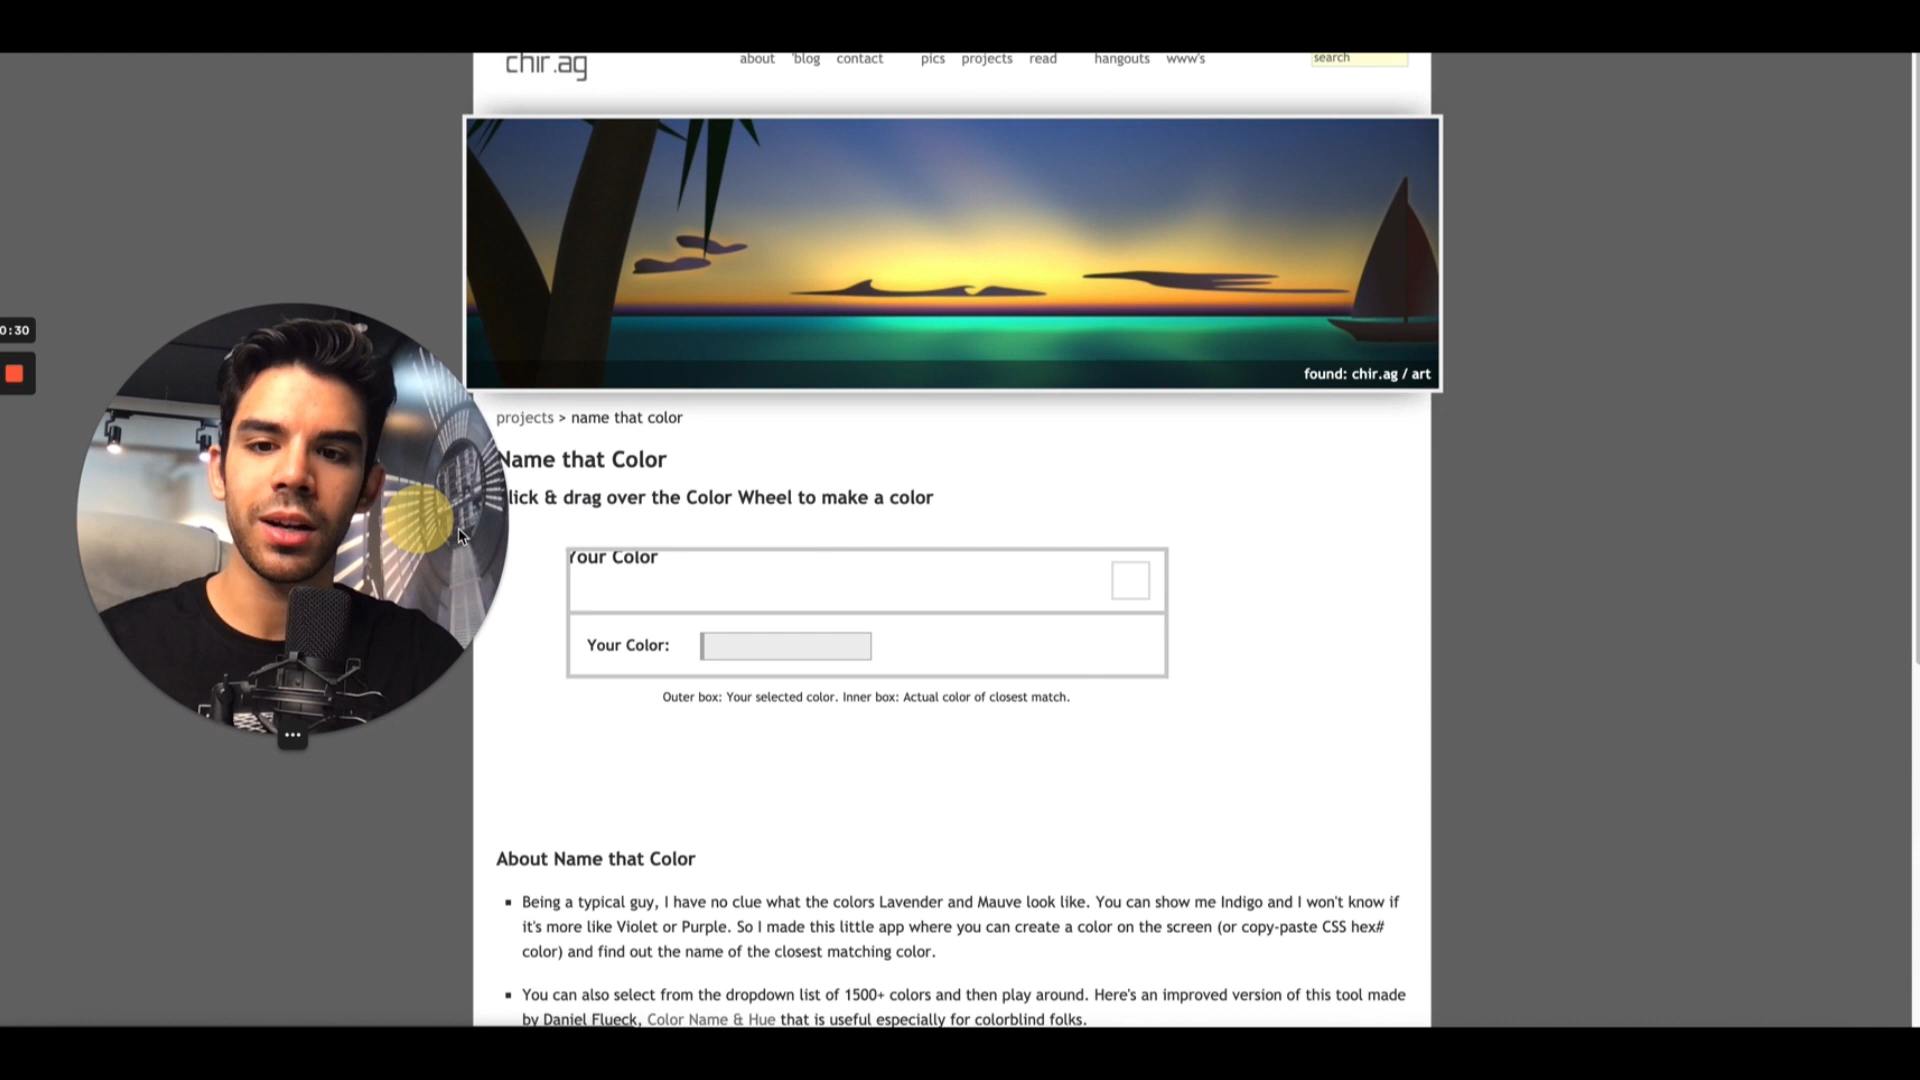 chir.ag
about 'blog contact pics projects read hangouts www's
search
found: chir.ag / art
0:30
projects > name that color
Name that Color
lick & drag over the Color Wheel to make a color
Your Color
Your Color:
Outer box: Your selected color. Inner box: Actual color of closest match.
About Name that Color
Being a typical guy, I have no clue what the colors Lavender and Mauve look like. You can show me Indigo and I won't know if
it's more like Violet or Purple. So I made this little app where you can create a color on the screen (or copy-paste CSS hex#
color) and find out the name of the closest matching color.
You can also select from the dropdown list of 1500+ colors and then play around. Here's an improved version of this tool made
by Daniel Flueck, Color Name & Hue that is useful especially for colorblind folks.